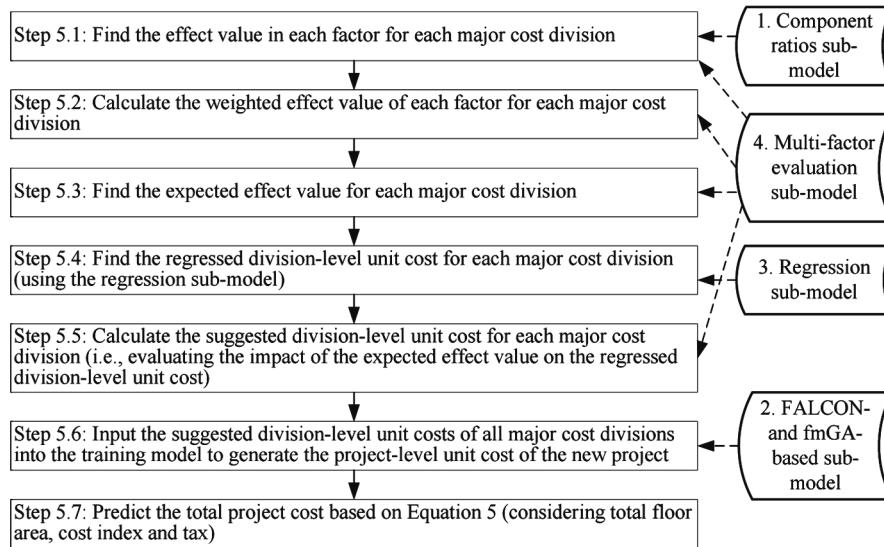 Step 5.1: Find the effect value in each factor for each major cost division
Step 5.2: Calculate the weighted effect value of each factor for each major cost
division
Step 5.3: Find the expected effect value for each major cost division
Step 5.4: Find the regressed division-level unit cost for each major cost division
(using the regression sub-model)
Step 5.5: Calculate the suggested division-level unit cost for each major cost
division (i.e., evaluating the impact of the expected effect value on the regressed
division-level unit cost)
Step 5.6: Input the suggested division-level unit costs of all major cost divisions
into the training model to generate the project-level unit cost of the new project
Step 5.7: Predict the total project cost based on Equation 5 (considering total floor
area, cost index and tax)
1. Component
ratios sub-
model
4. Multi-factor
evaluation
sub-model
3. Regression
sub-model
2. FALCON-
and fmGA-
based sub-
model